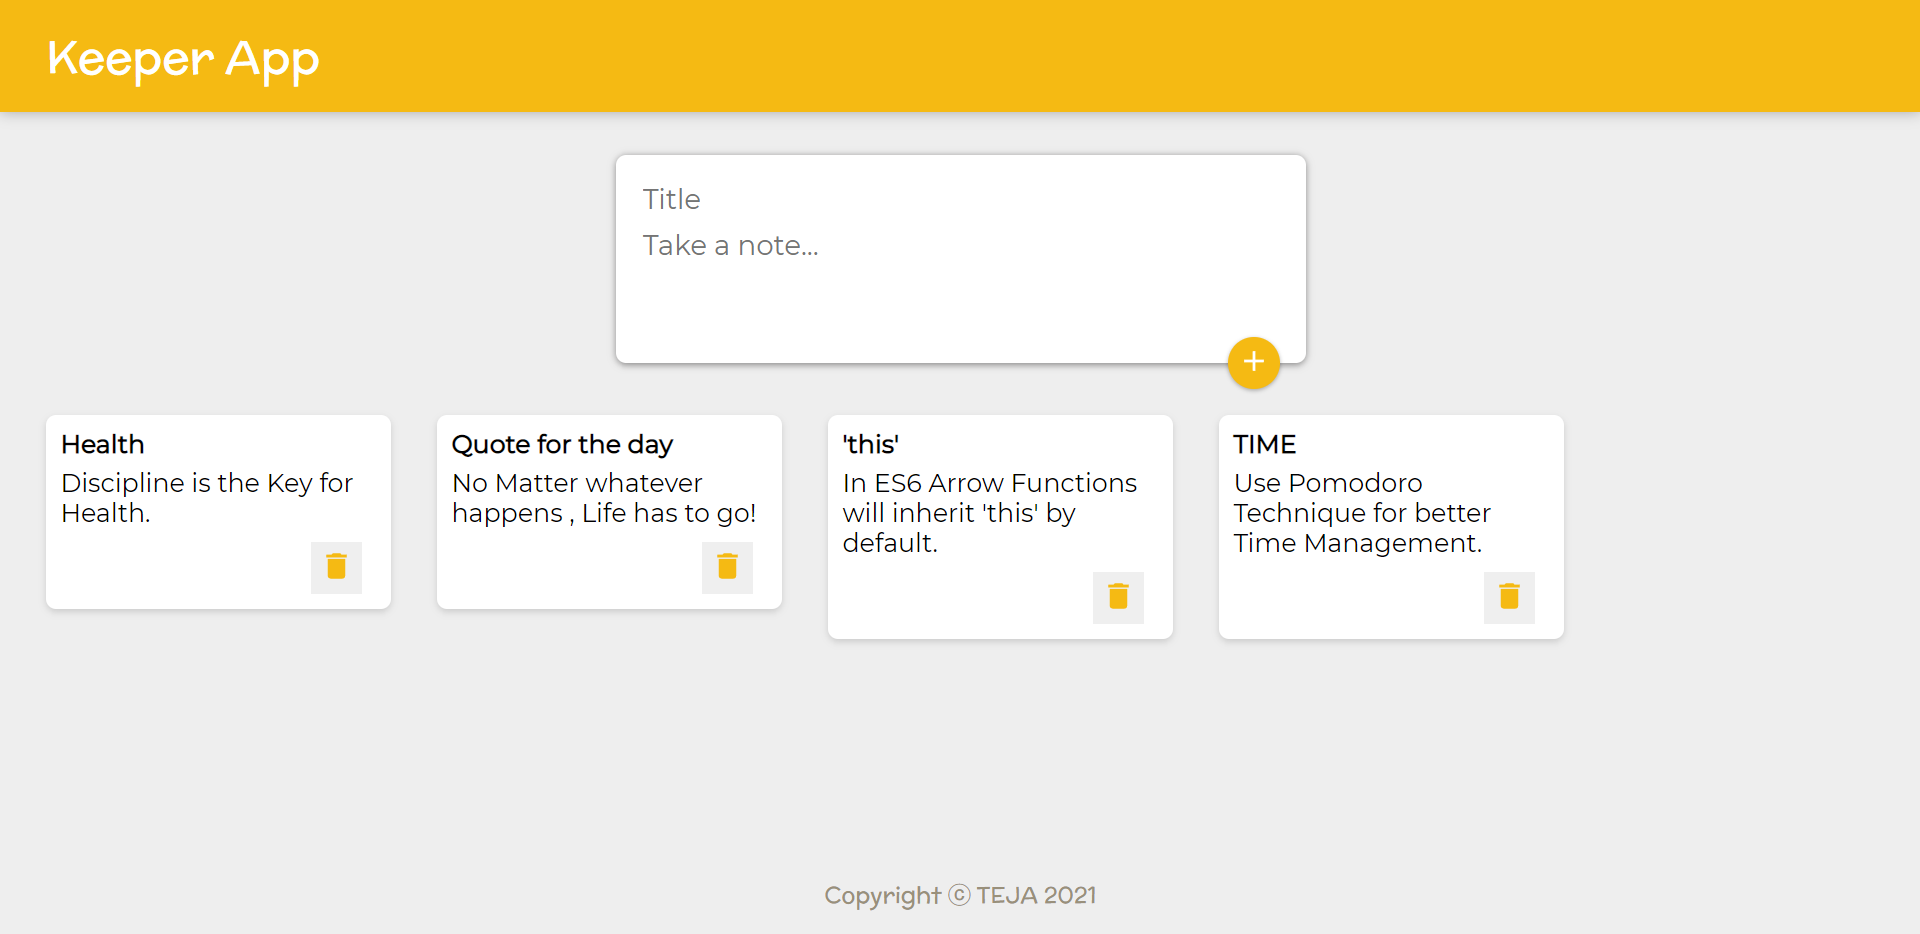 Keeper App
Title
Take a note...
Health
Discipline is the Key for
Health.
Quote for the day
No Matter whatever
happens , Life has to go!
'this'
In ES6 Arrow Functions
will inherit 'this' by
default.
TIME
Use Pomodoro
Technique for better
Time Management.
Copyright ⓒ TEJA 2021